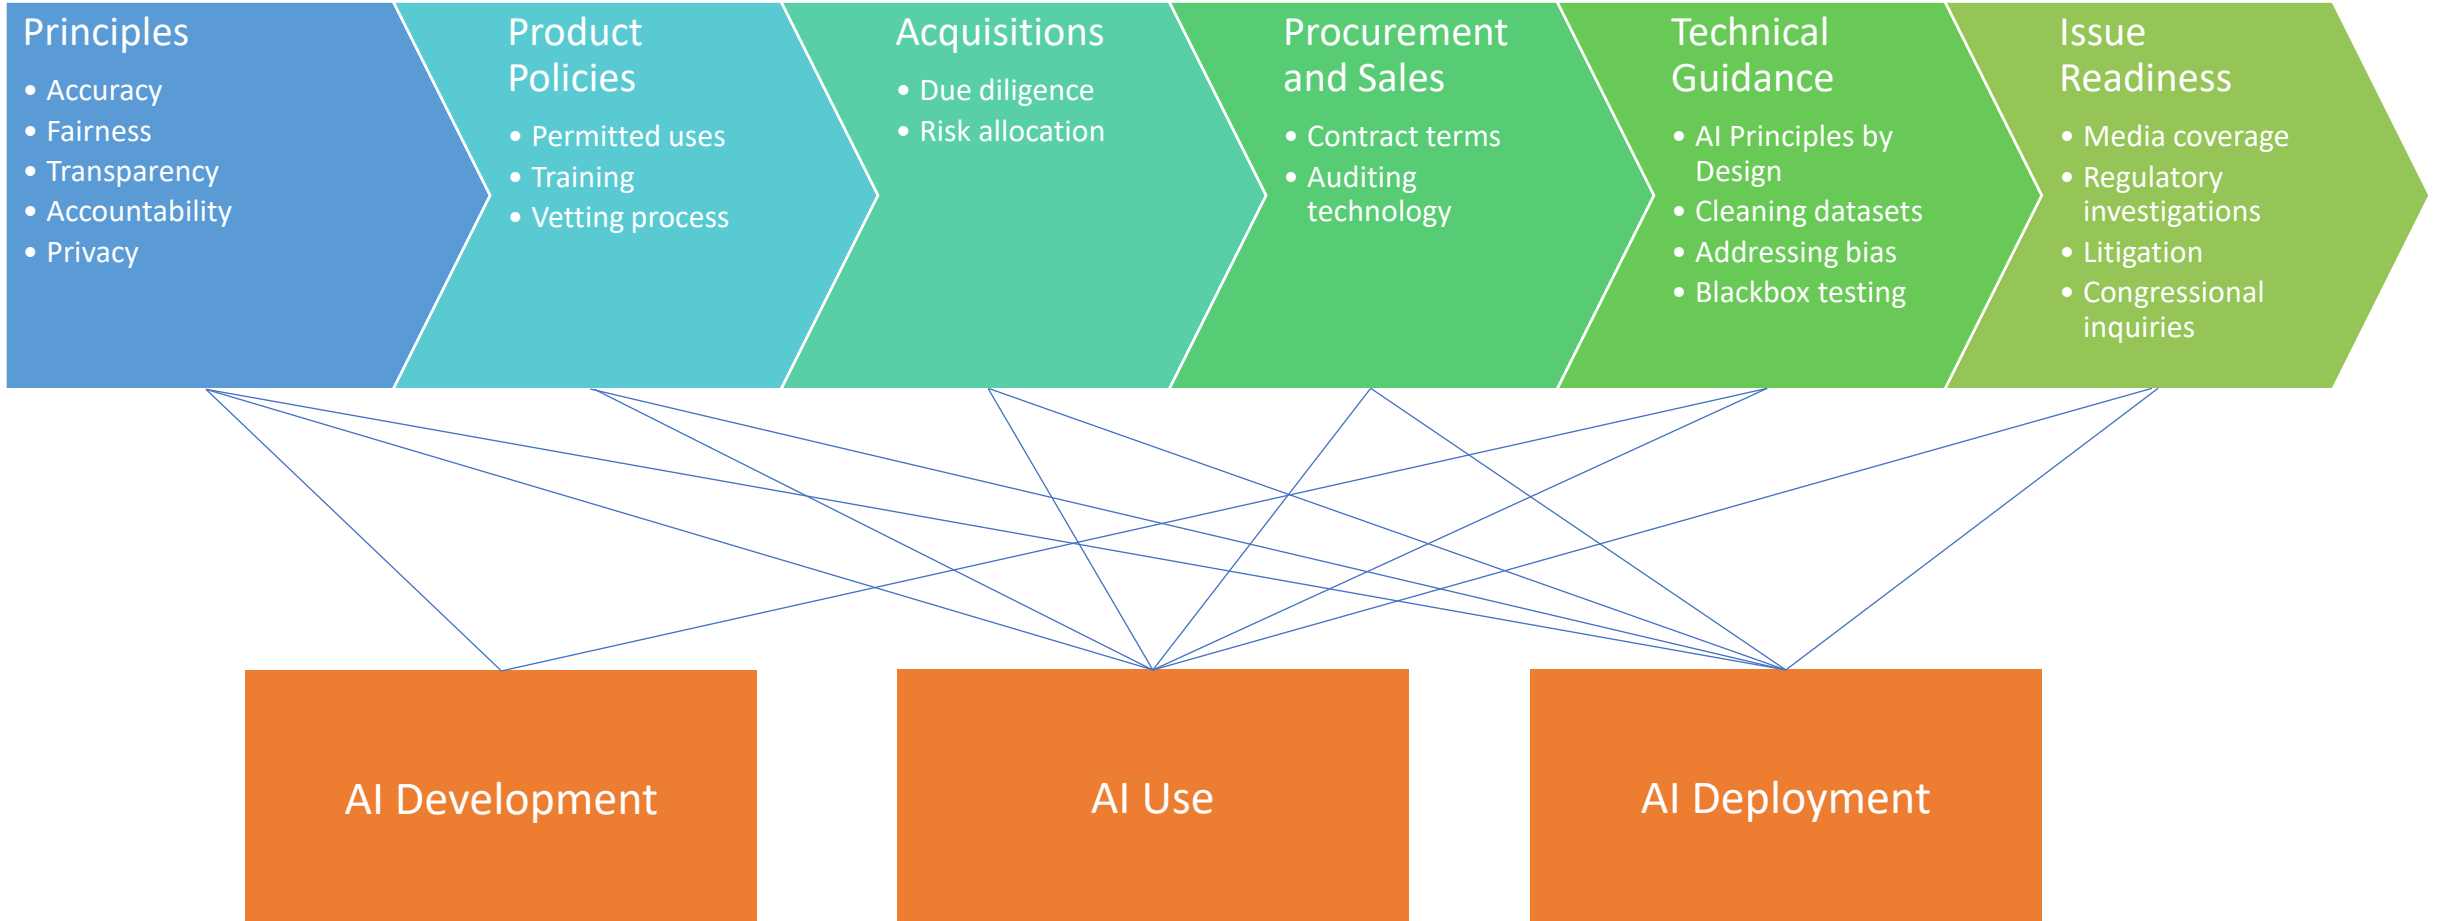 Principles
• Accuracy
• Fairness
• Transparency
• Accountability
• Privacy
Product
Policies
• Permitted uses
• Training
• Vetting process
Acquisitions
• Due diligence
• Risk allocation
Procurement
and Sales
• Contract terms
• Auditing
technology
Technical
Guidance
• AI Principles by
Design
• Cleaning datasets
• Addressing bias
• Blackbox testing
Issue
Readiness
• Media coverage
• Regulatory
investigations
• Litigation
• Congressional
inquiries
AI Development
AI Use
AI Deployment